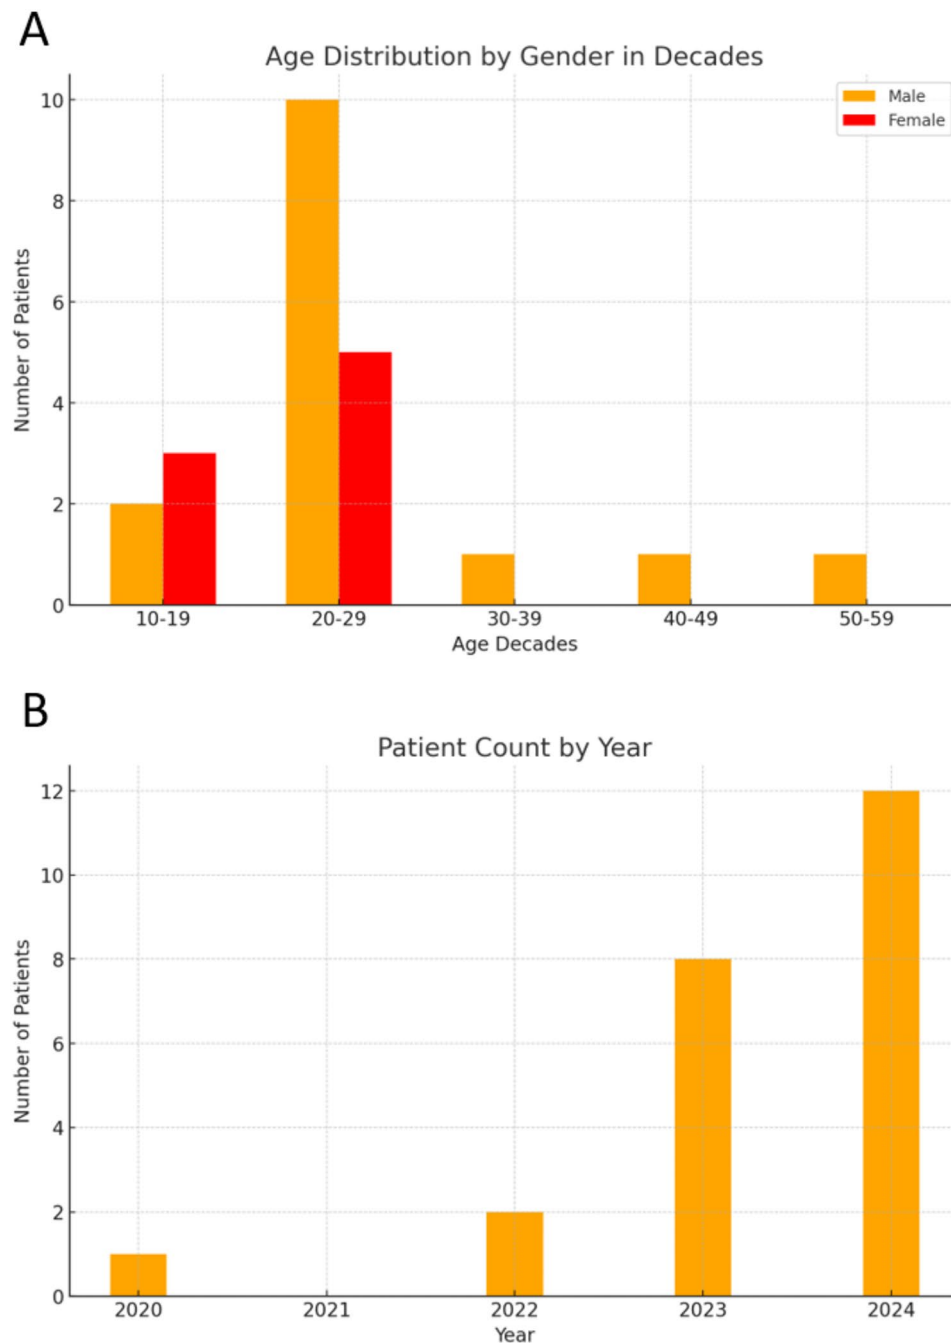 A
Age Distribution by Gender in Decades
Male
Female
Number of Patients
10
8
6
4
2
0
10-19 20-29 30-39 40-49 50-59
Age Decades
B
Patient Count by Year
Number of Patients
12
10
8
6
4
2
0
2020 2021 2022 2023 2024
Year